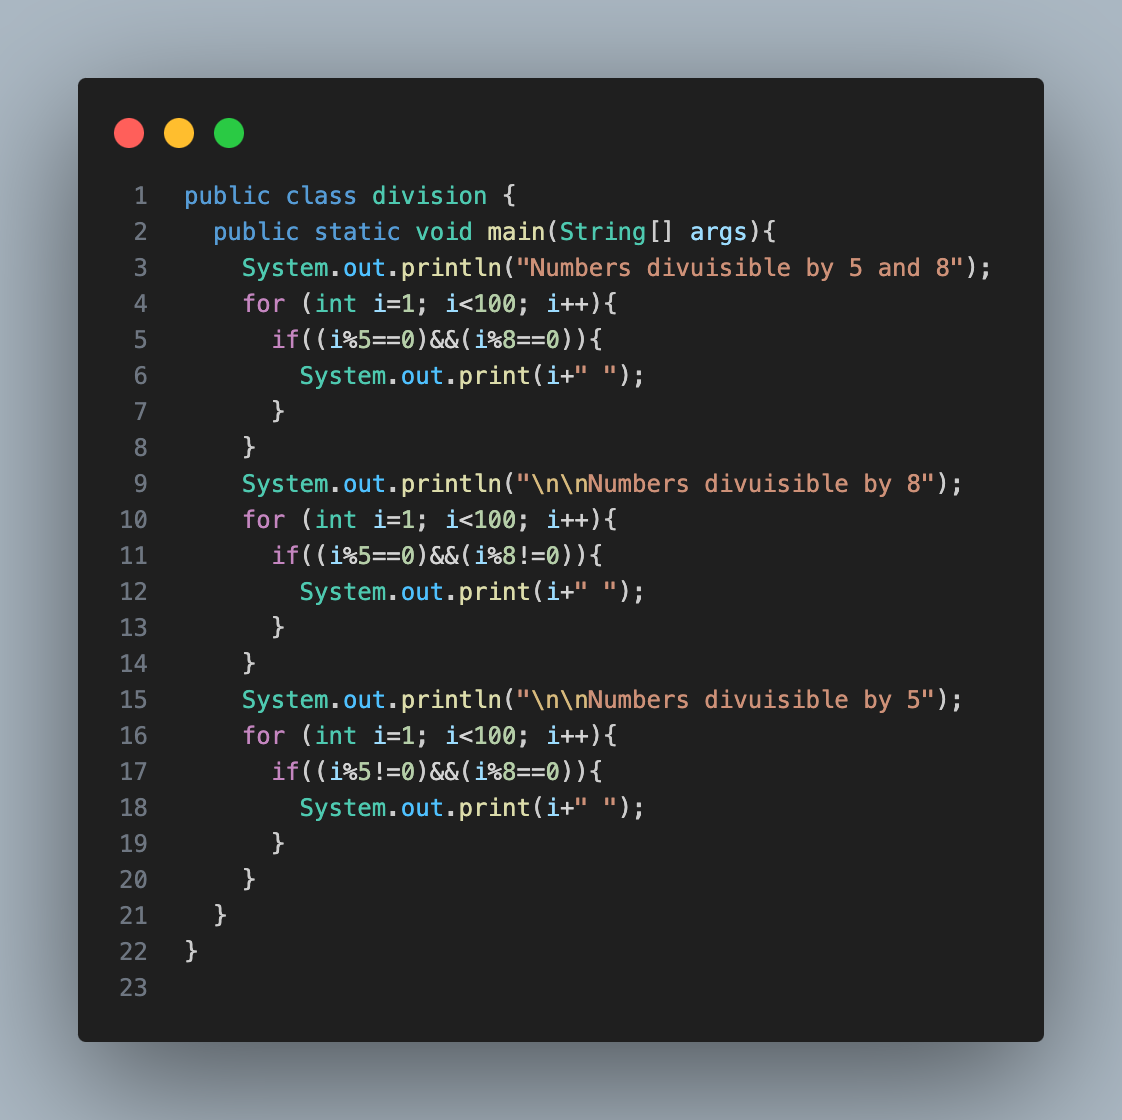 1 public class division {
2   public static void main(String[] args){
3     System.out.println("Numbers divuisible by 5 and 8");
4     for (int i=1; i<100; i++){
5       if((i%5==0)&&(i%8==0)){
6         System.out.print(i+" ");
7       }
8     }
9     System.out.println("\n\nNumbers divuisible by 8");
10     for (int i=1; i<100; i++){
11       if((i%5==0)&&(i%8!=0)){
12         System.out.print(i+" ");
13       }
14     }
15     System.out.println("\n\nNumbers divuisible by 5");
16     for (int i=1; i<100; i++){
17       if((i%5!=0)&&(i%8==0)){
18         System.out.print(i+" ");
19       }
20     }
21   }
22 }
23